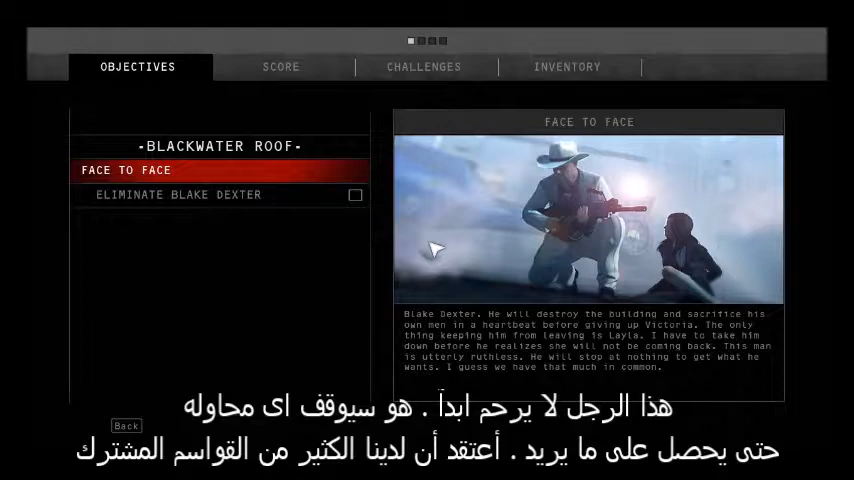 OBJECTIVES
SCORE
CHALLENGES
INVENTORY
-BLACKWATER ROOF-
FACE TO FACE
ELIMINATE BLAKE DEXTER
FACE TO FACE
Blake Dexter. He will destroy the building and sacrifice his
own men in a heartbeat before giving up Victoria. The only
thing keeping him from leaving is Layla. I have to take him
down before he realizes she will not be coming back. This man
is utterly ruthless. He will stop at nothing to get what he
wants. I guess we have that much in common.
Back
هذا الرجل لا يرحم ابداً . هو سيوقف اى محاوله
حتى يحصل على ما يريد . أعتقد أن لدينا الكثير من القواسم المشترك